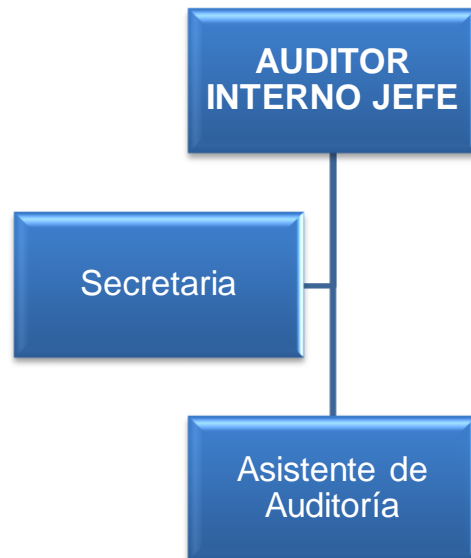 AUDITOR
INTERNO JEFE
Secretaria
Asistente de
Auditoría